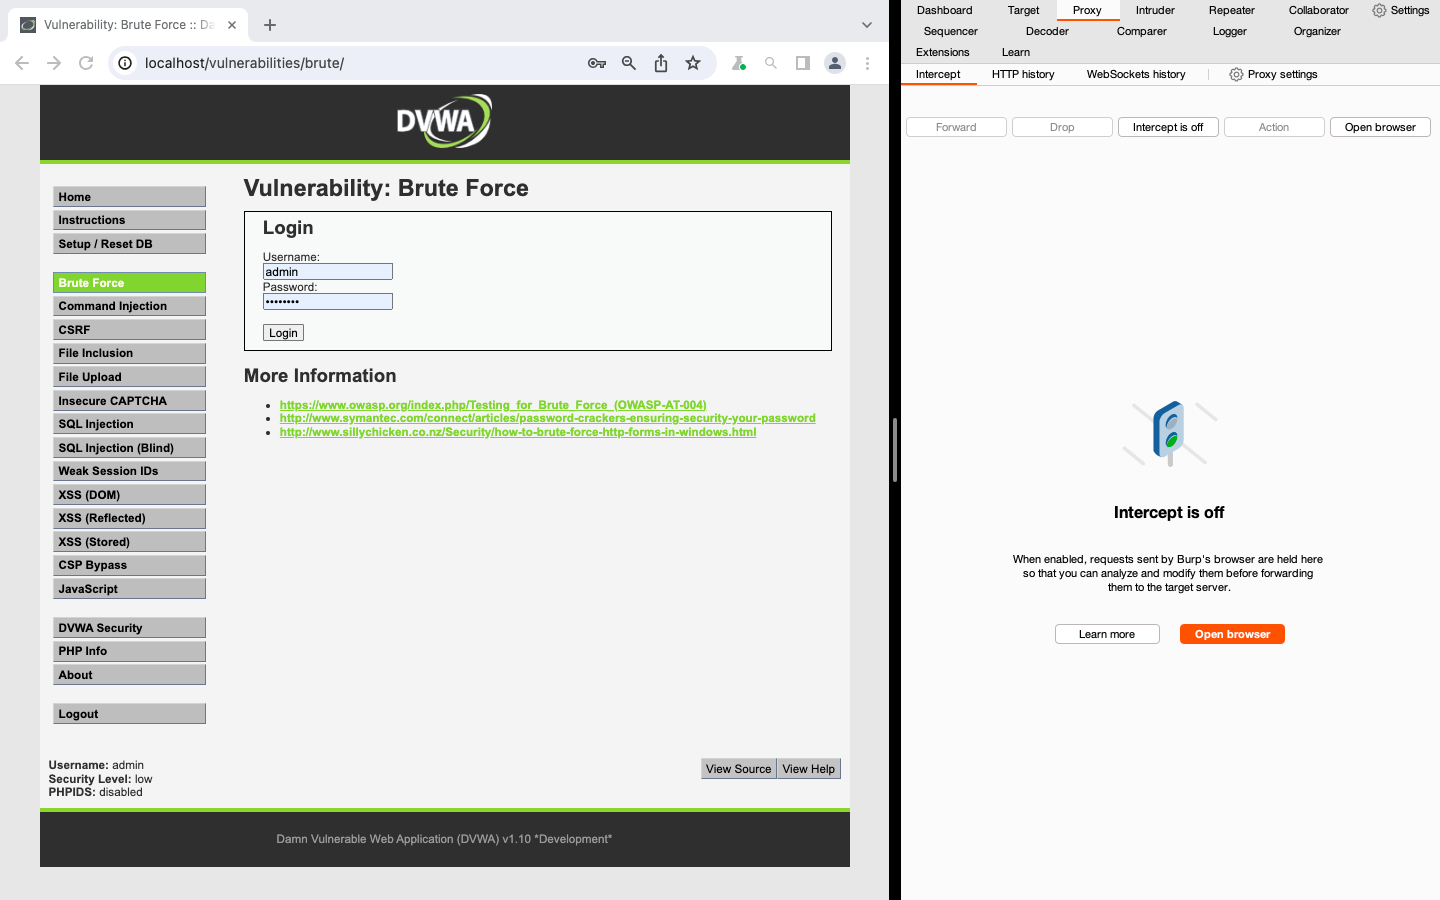 Vulnerability: Brute Force :: Da
localhost/vulnerabilities/brute/
DVWA
Home
Instructions
Setup / Reset DB
Brute Force
Command Injection
CSRF
File Inclusion
File Upload
Insecure CAPTCHA
SQL Injection
SQL Injection (Blind)
Weak Session IDs
XSS (DOM)
XSS (Reflected)
XSS (Stored)
CSP Bypass
JavaScript
DVWA Security
PHP Info
About
Logout
Vulnerability: Brute Force
Login
Username:
admin
Password:
••••••••
Login
More Information
• https://www.owasp.org/index.php/Testing_for_Brute_Force_(OWASP-AT-004)
• http://www.symantec.com/connect/articles/password-crackers-ensuring-security-your-password
• http://www.sillychicken.co.nz/Security/how-to-brute-force-http-forms-in-windows.html
Username: admin
Security Level: low
PHPIDS: disabled
View Source View Help
Damn Vulnerable Web Application (DVWA) v1.10 *Development*
Dashboard Target Proxy Intruder Repeater Collaborator Settings
Sequencer Decoder Comparer Logger Organizer
Extensions Learn
Intercept HTTP history WebSockets history Proxy settings
Forward Drop Intercept is off Action Open browser
Intercept is off
When enabled, requests sent by Burp's browser are held here
so that you can analyze and modify them before forwarding
them to the target server.
Learn more Open browser